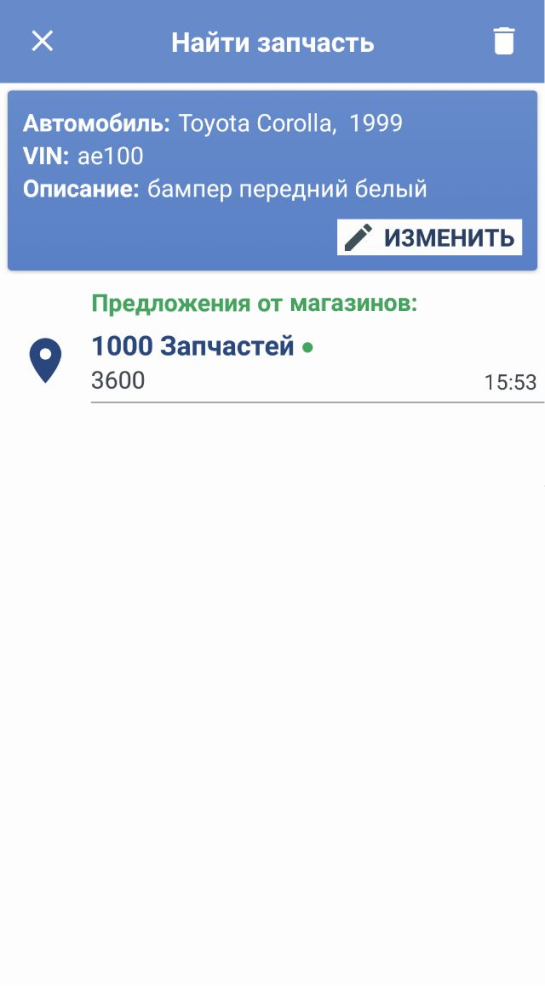 Найти запчасть
Автомобиль: Toyota Corolla, 1999
VIN: ae100
Описание: бампер передний белый
ИЗМЕНИТЬ
Предложения от магазинов:
1000 Запчастей
3600 15:53